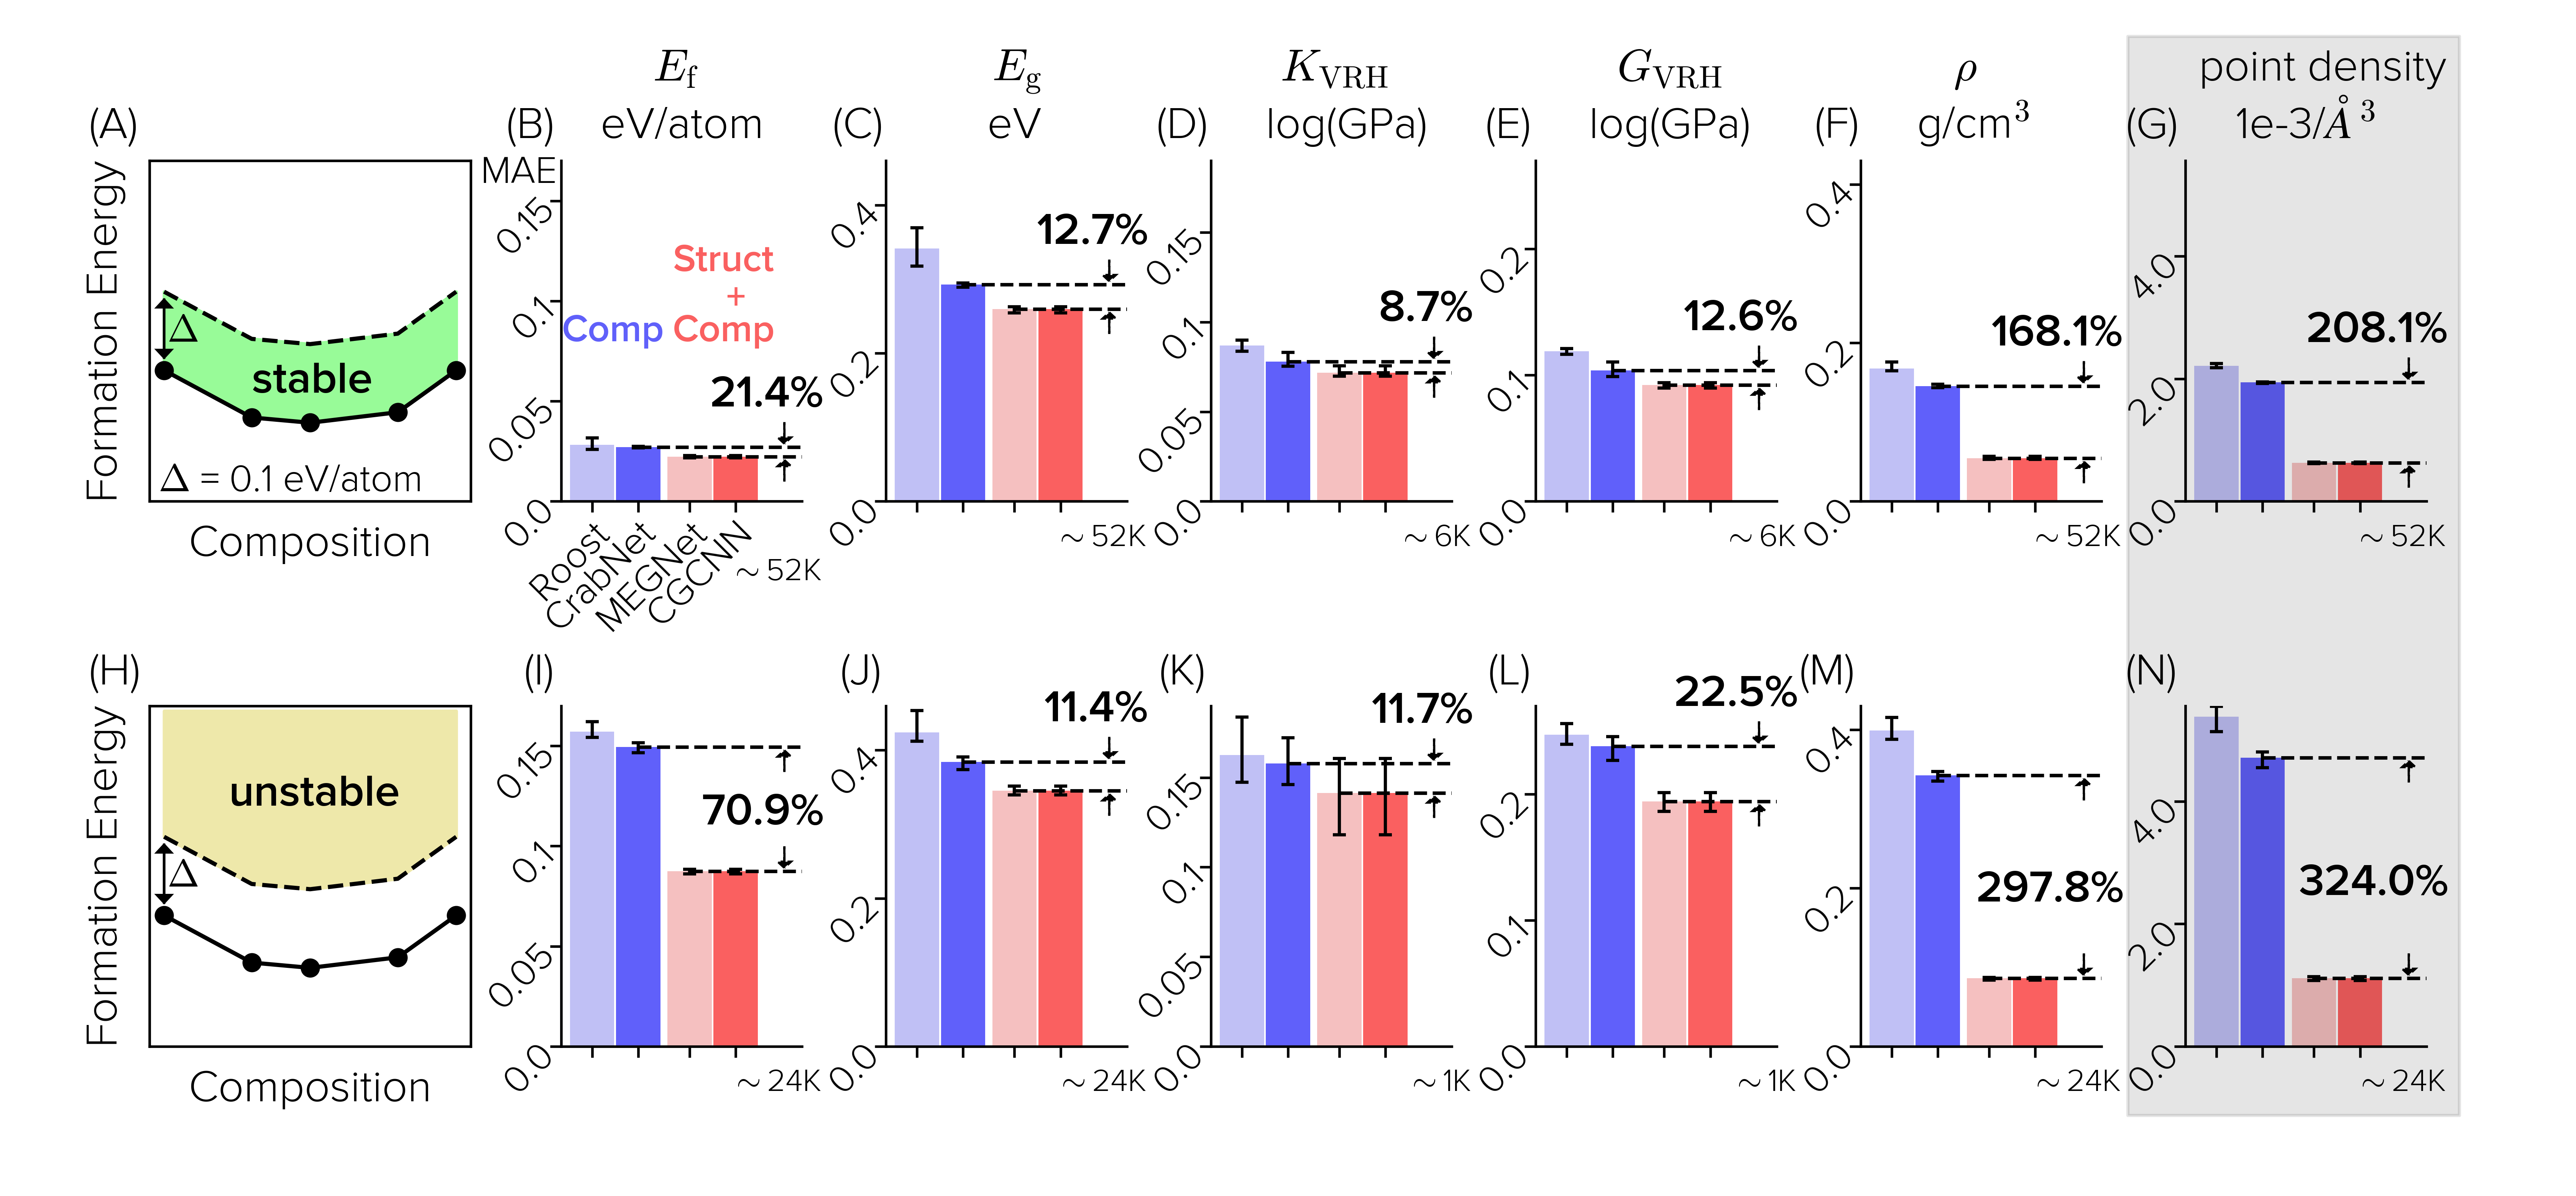 E_f
eV/atom
E_g
eV
K_VRH
log(GPa)
G_VRH
log(GPa)
ρ
g/cm³
point density
1e-3/Å³
(A)
Formation Energy
Δ
stable
Δ = 0.1 eV/atom
Composition
(B)
MAE
0.15
0.1
0.05
0.0
Struct
+
Comp Comp
21.4%
Roost
CrabNet
MEGNet
CGCNN
~ 52K
(C)
0.4
0.2
0.0
12.7%
~ 52K
(D)
0.15
0.1
0.05
0.0
8.7%
~ 6K
(E)
0.2
0.1
0.0
12.6%
~ 6K
(F)
0.4
0.2
0.0
168.1%
~ 52K
(G)
4.0
2.0
0.0
208.1%
~ 52K
(H)
Formation Energy
unstable
Δ
Composition
(I)
0.15
0.1
0.05
0.0
70.9%
~ 24K
(J)
0.4
0.2
0.0
11.4%
~ 24K
(K)
0.15
0.1
0.05
0.0
11.7%
~ 1K
(L)
0.2
0.1
0.0
22.5%
~ 1K
(M)
0.4
0.2
0.0
297.8%
~ 24K
(N)
4.0
2.0
0.0
324.0%
~ 24K